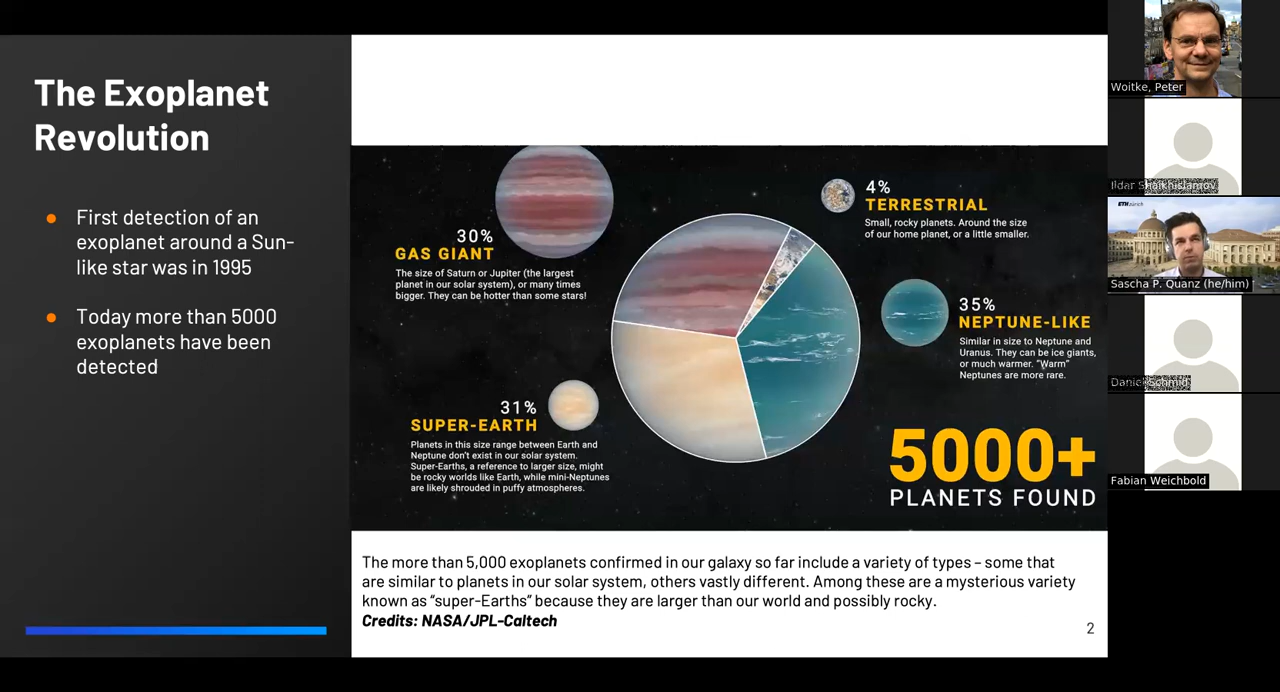 The Exoplanet
Revolution
First detection of an
exoplanet around a Sun-
like star was in 1995
Today more than 5000
exoplanets have been
detected
30%
GAS GIANT
The size of Saturn or Jupiter (the largest
planet in our solar system), or many times
bigger. They can be hotter than some stars!
4%
TERRESTRIAL
Small, rocky planets. Around the size
of our home planet, or a little smaller.
35%
NEPTUNE-LIKE
Similar in size to Neptune and
Uranus. They can be ice giants,
or much warmer. "Warm"
Neptunes are more rare.
31%
SUPER-EARTH
Planets in this size range between Earth and
Neptune don't exist in our solar system.
Super-Earths, a reference to larger size, might
be rocky worlds like Earth, while mini-Neptunes
are likely shrouded in puffy atmospheres.
5000+
PLANETS FOUND
The more than 5,000 exoplanets confirmed in our galaxy so far include a variety of types – some that
are similar to planets in our solar system, others vastly different. Among these are a mysterious variety
known as “super-Earths” because they are larger than our world and possibly rocky.
Credits: NASA/JPL-Caltech
2
Woitke, Peter
Ildar Shaikhislamov
ETH zürich
Sascha P. Quanz (he/him)
Daniel Schmid
Fabian Weichbold